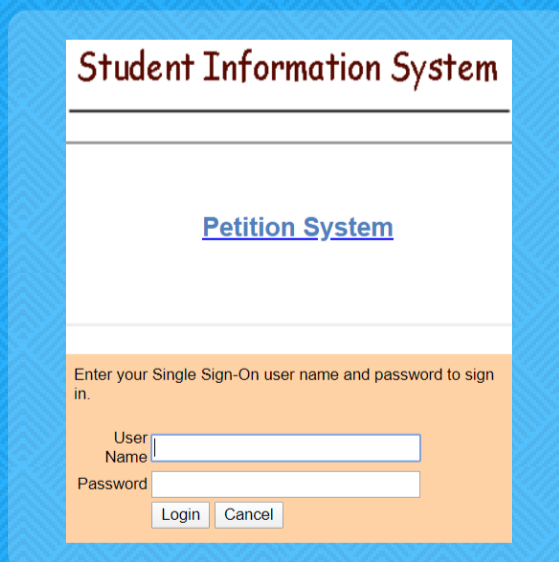 Student Information System
Petition System
Enter your Single Sign-On user name and password to sign
in.
User
Name
Password
Login Cancel